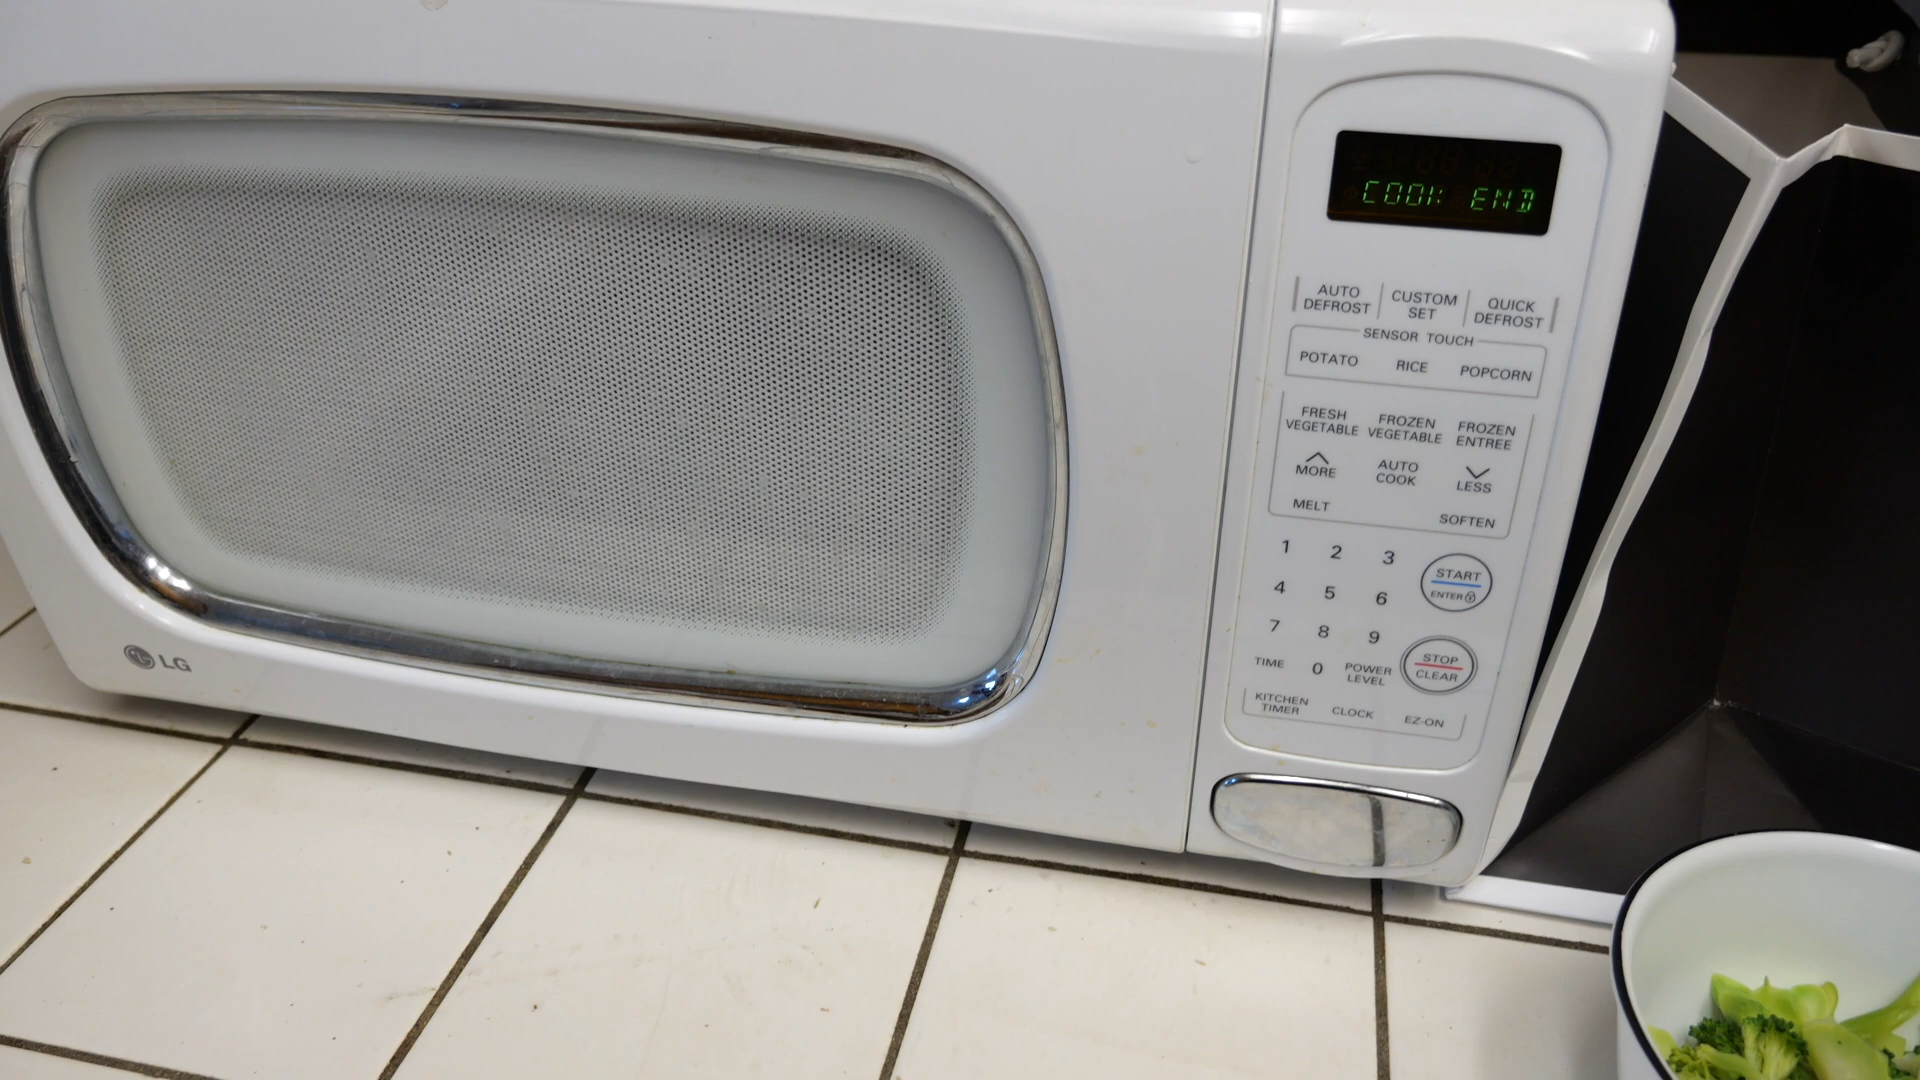 COOK END
AUTO DEFROST
CUSTOM SET
QUICK DEFROST
SENSOR TOUCH
POTATO RICE POPCORN
FRESH VEGETABLE
FROZEN VEGETABLE
FROZEN ENTREE
MORE
AUTO COOK
LESS
MELT SOFTEN
1 2 3
START
ENTER
4 5 6
7 8 9
STOP
CLEAR
TIME 0 POWER LEVEL
KITCHEN TIMER
CLOCK
EZ-ON
LG